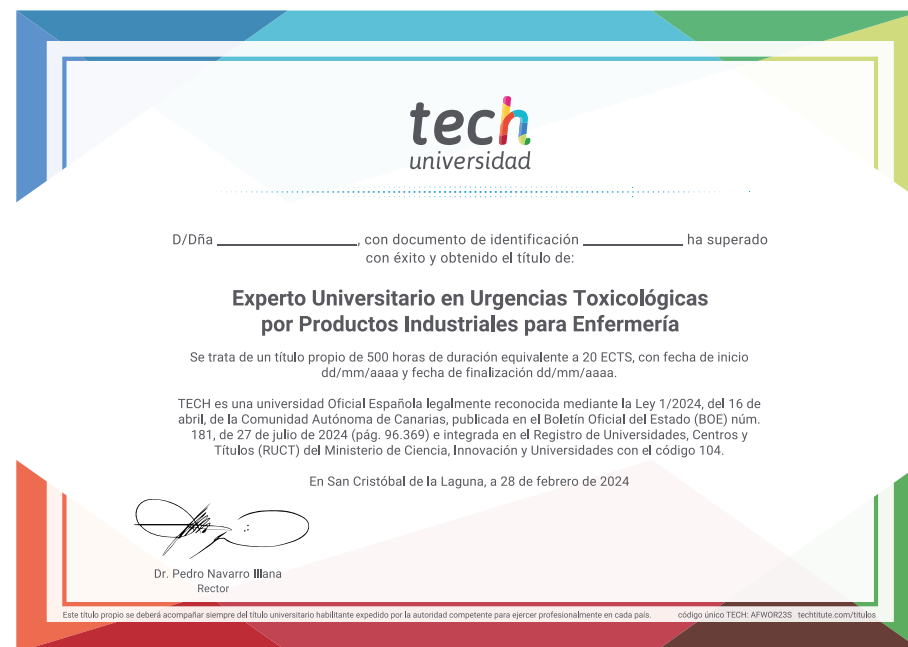 tech
universidad
D/Dña ____________________, con documento de identificación ______________ ha superado
con éxito y obtenido el título de:
Experto Universitario en Urgencias Toxicológicas
por Productos Industriales para Enfermería
Se trata de un título propio de 500 horas de duración equivalente a 20 ECTS, con fecha de inicio
dd/mm/aaaa y fecha de finalización dd/mm/aaaa.
TECH es una universidad Oficial Española legalmente reconocida mediante la Ley 1/2024, del 16 de
abril, de la Comunidad Autónoma de Canarias, publicada en el Boletín Oficial del Estado (BOE) núm.
181, de 27 de julio de 2024 (pág. 96.369) e integrada en el Registro de Universidades, Centros y
Títulos (RUCT) del Ministerio de Ciencia, Innovación y Universidades con el código 104.
En San Cristóbal de la Laguna, a 28 de febrero de 2024
Dr. Pedro Navarro Illana
Rector
Este título propio se deberá acompañar siempre del título universitario habilitante expedido por la autoridad competente para ejercer profesionalmente en cada país. código único TECH: AFWOR23S techtitute.com/titulos